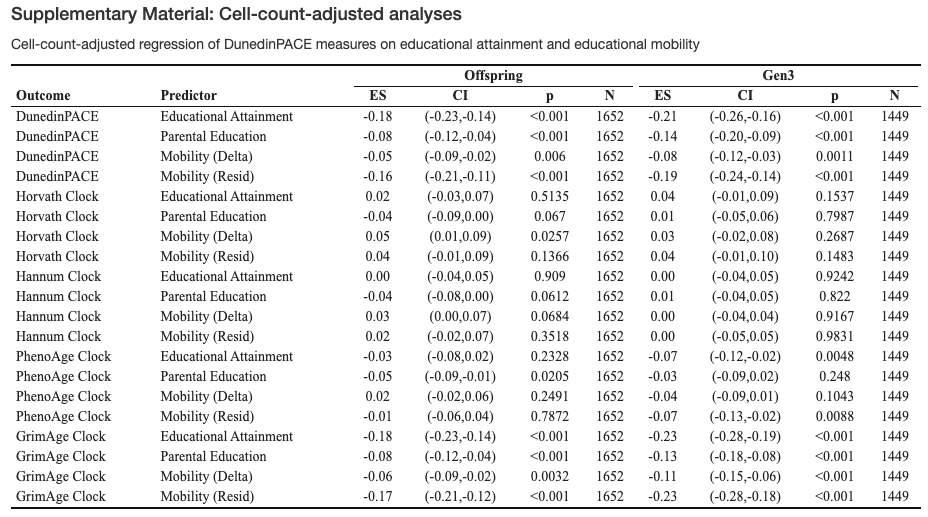 Supplementary Material: Cell-count-adjusted analyses
Cell-count-adjusted regression of DunedinPACE measures on educational attainment and educational mobility
Offspring Gen3
Outcome Predictor ES CI p N ES CI p N
DunedinPACE Educational Attainment -0.18 (-0.23,-0.14) <0.001 1652 -0.21 (-0.26,-0.16) <0.001 1449
DunedinPACE Parental Education -0.08 (-0.12,-0.04) <0.001 1652 -0.14 (-0.20,-0.09) <0.001 1449
DunedinPACE Mobility (Delta) -0.05 (-0.09,-0.02) 0.006 1652 -0.08 (-0.12,-0.03) 0.0011 1449
DunedinPACE Mobility (Resid) -0.16 (-0.21,-0.11) <0.001 1652 -0.19 (-0.24,-0.14) <0.001 1449
Horvath Clock Educational Attainment 0.02 (-0.03,0.07) 0.5135 1652 0.04 (-0.01,0.09) 0.1537 1449
Horvath Clock Parental Education -0.04 (-0.09,0.00) 0.067 1652 0.01 (-0.05,0.06) 0.7987 1449
Horvath Clock Mobility (Delta) 0.05 (0.01,0.09) 0.0257 1652 0.03 (-0.02,0.08) 0.2687 1449
Horvath Clock Mobility (Resid) 0.04 (-0.01,0.09) 0.1366 1652 0.04 (-0.01,0.10) 0.1483 1449
Hannum Clock Educational Attainment 0.00 (-0.04,0.05) 0.909 1652 0.00 (-0.04,0.05) 0.9242 1449
Hannum Clock Parental Education -0.04 (-0.08,0.00) 0.0612 1652 0.01 (-0.04,0.05) 0.822 1449
Hannum Clock Mobility (Delta) 0.03 (0.00,0.07) 0.0684 1652 0.00 (-0.04,0.04) 0.9167 1449
Hannum Clock Mobility (Resid) 0.02 (-0.02,0.07) 0.3518 1652 0.00 (-0.05,0.05) 0.9831 1449
PhenoAge Clock Educational Attainment -0.03 (-0.08,0.02) 0.2328 1652 -0.07 (-0.12,-0.02) 0.0048 1449
PhenoAge Clock Parental Education -0.05 (-0.09,-0.01) 0.0205 1652 -0.03 (-0.09,0.02) 0.248 1449
PhenoAge Clock Mobility (Delta) 0.02 (-0.02,0.06) 0.2491 1652 -0.04 (-0.09,0.01) 0.1043 1449
PhenoAge Clock Mobility (Resid) -0.01 (-0.06,0.04) 0.7872 1652 -0.07 (-0.13,-0.02) 0.0088 1449
GrimAge Clock Educational Attainment -0.18 (-0.23,-0.14) <0.001 1652 -0.23 (-0.28,-0.19) <0.001 1449
GrimAge Clock Parental Education -0.08 (-0.12,-0.04) <0.001 1652 -0.13 (-0.18,-0.08) <0.001 1449
GrimAge Clock Mobility (Delta) -0.06 (-0.09,-0.02) 0.0032 1652 -0.11 (-0.15,-0.06) <0.001 1449
GrimAge Clock Mobility (Resid) -0.17 (-0.21,-0.12) <0.001 1652 -0.23 (-0.28,-0.18) <0.001 1449